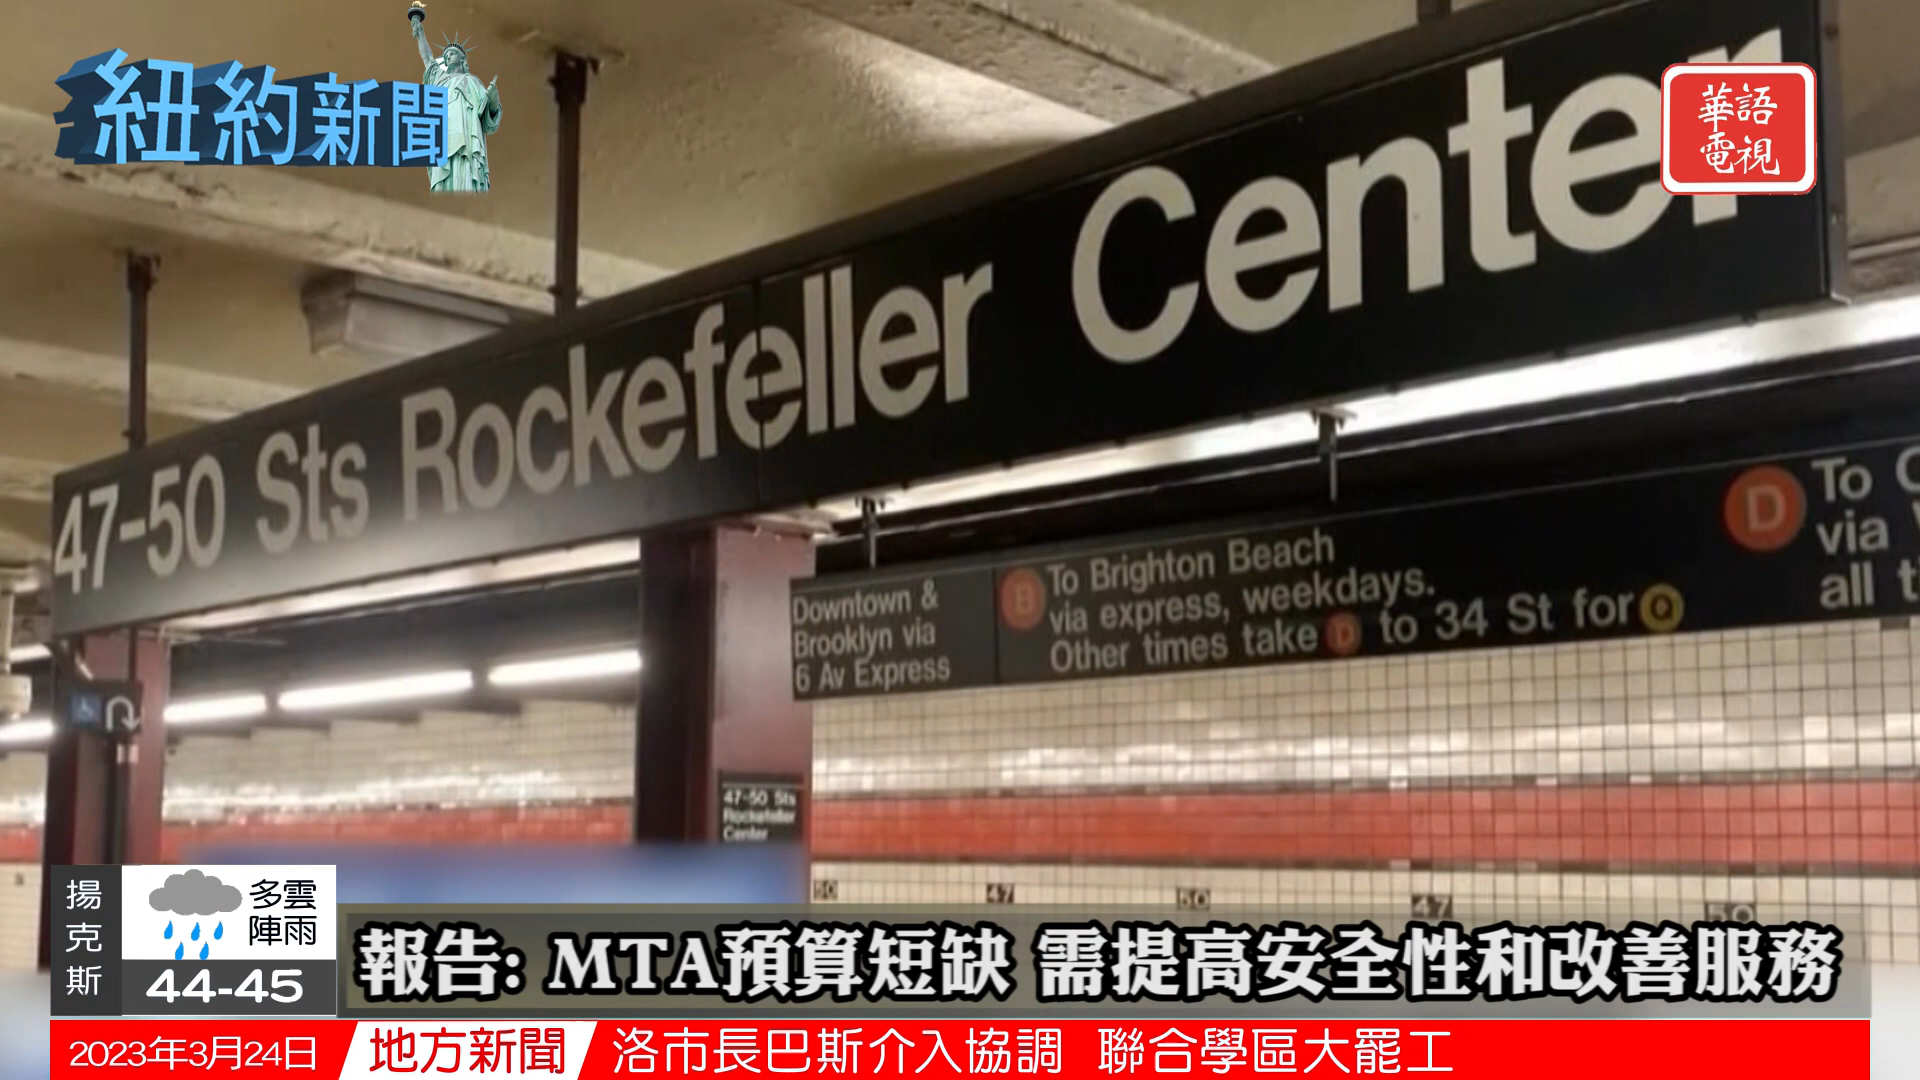 紐約新聞
華語
電視
47-50 Sts Rockefeller Center
Downtown &
Brooklyn via
6 Av Express
B To Brighton Beach
via express, weekdays.
Other times take D to 34 St for Q
D To
via
all
47-50 Sts
Rockefeller
Center
50 47 50 47 50
揚克斯
多雲
陣雨
44-45
報告: MTA預算短缺 需提高安全性和改善服務
2023年3月24日 地方新聞 洛市長巴斯介入協調 聯合學區大罷工